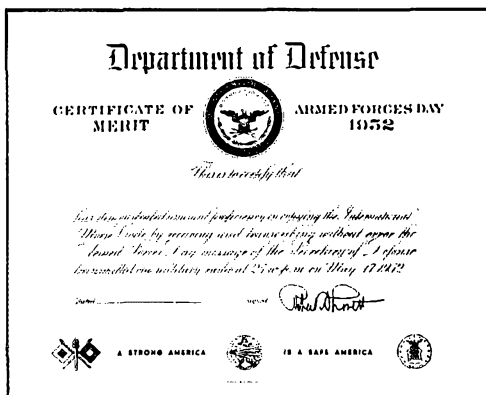 Department of Defense
CERTIFICATE OF MERIT
ARMED FORCES DAY 1952
This is to certify that
has demonstrated unusual proficiency in copying the International
Morse Code by receiving and transcribing without error the
Armed Forces Day message of the Secretary of Defense
transmitted on military radio at on May 17 1952
A STRONG AMERICA IS A SAFE AMERICA